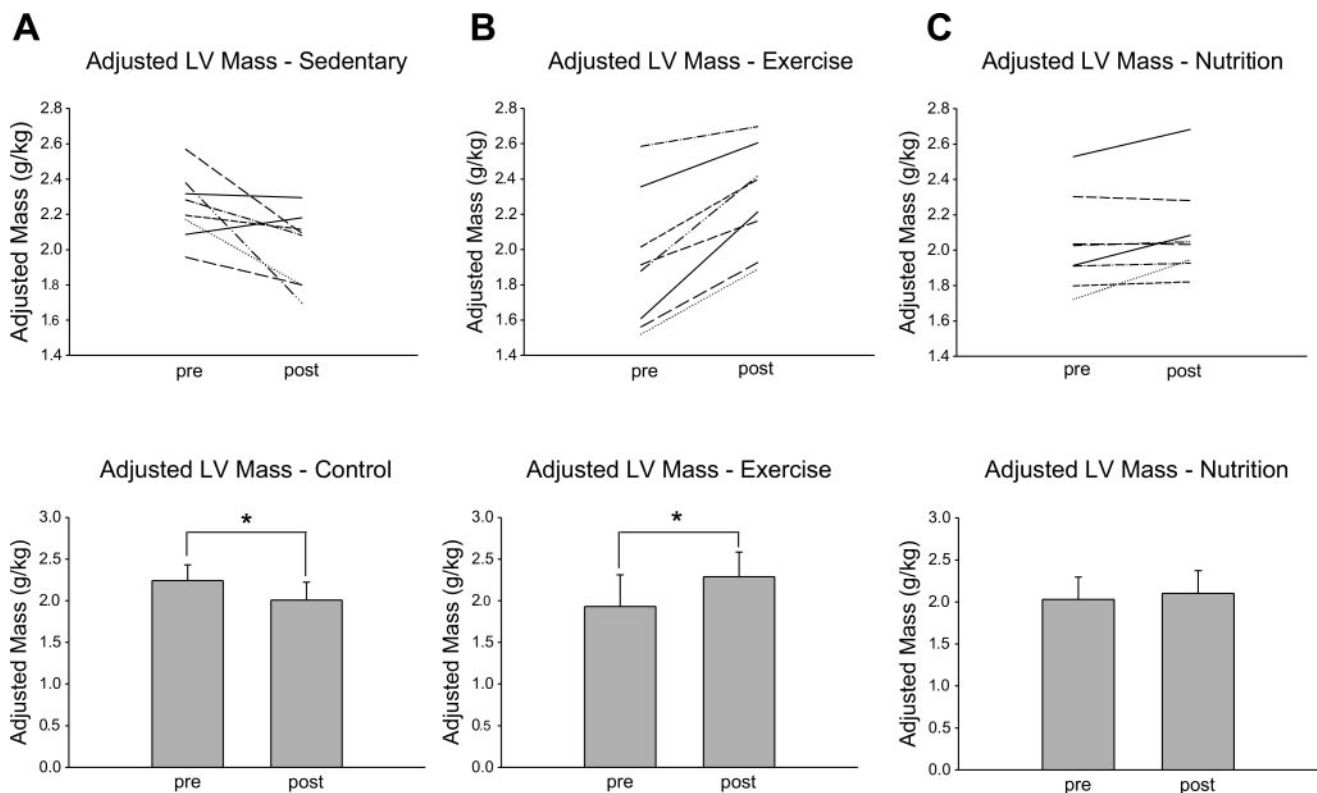 A
Adjusted LV Mass - Sedentary
Adjusted Mass (g/kg)
2.8
2.6
2.4
2.2
2.0
1.8
1.6
1.4
pre
post
B
Adjusted LV Mass - Exercise
Adjusted Mass (g/kg)
2.8
2.6
2.4
2.2
2.0
1.8
1.6
1.4
pre
post
C
Adjusted LV Mass - Nutrition
Adjusted Mass (g/kg)
2.8
2.6
2.4
2.2
2.0
1.8
1.6
1.4
pre
post
Adjusted LV Mass - Control
Adjusted Mass (g/kg)
3.0
2.5
2.0
1.5
1.0
0.5
0.0
*
pre
post
Adjusted LV Mass - Exercise
Adjusted Mass (g/kg)
3.0
2.5
2.0
1.5
1.0
0.5
0.0
*
pre
post
Adjusted LV Mass - Nutrition
Adjusted Mass (g/kg)
3.0
2.5
2.0
1.5
1.0
0.5
0.0
pre
post